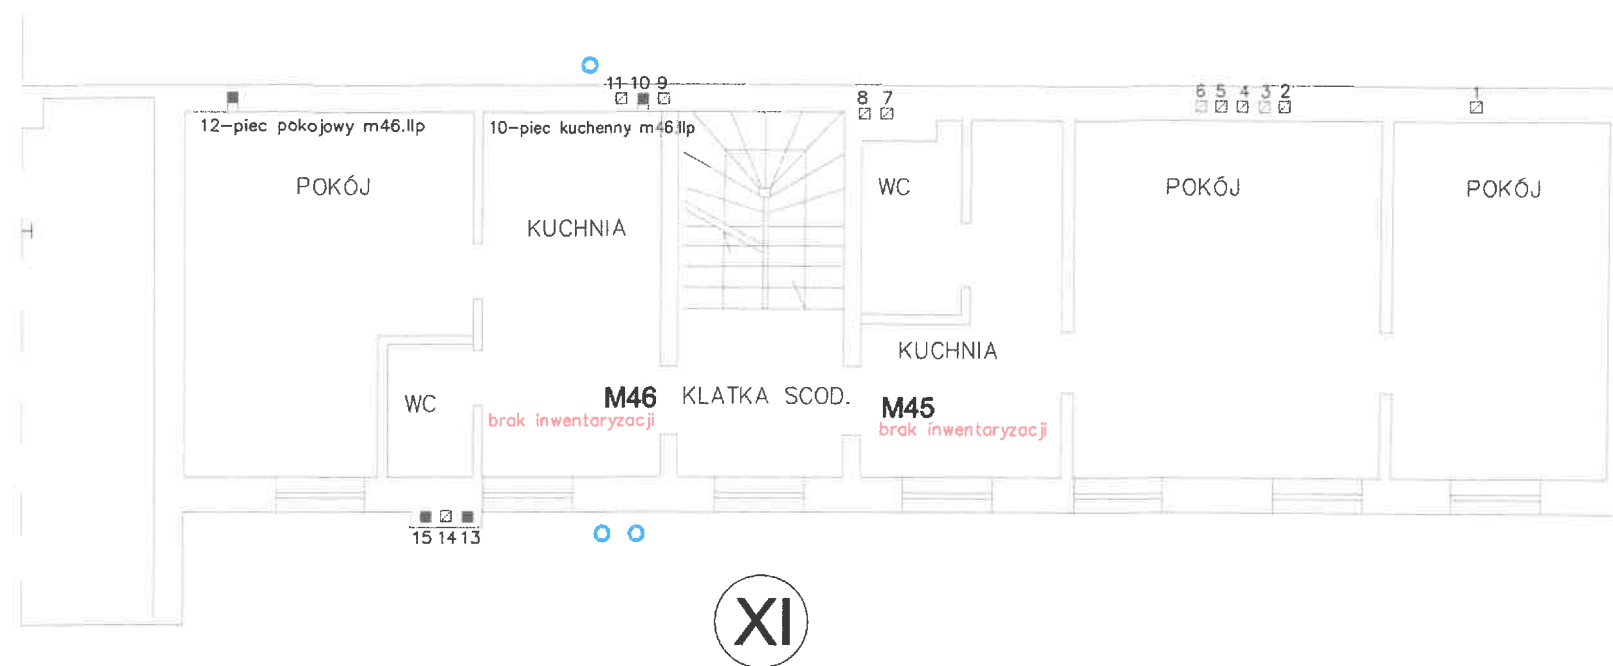 11 10 9
8 7
6 5 4 3 2
1
12-piec pokojowy m46.IIp
10-piec kuchenny m46.IIp
POKÓJ
KUCHNIA
WC
POKÓJ
POKÓJ
KUCHNIA
WC
M46
KLATKA SCOD.
M45
brak inwentaryzacji
brak inwentaryzacji
15 14 13
XI